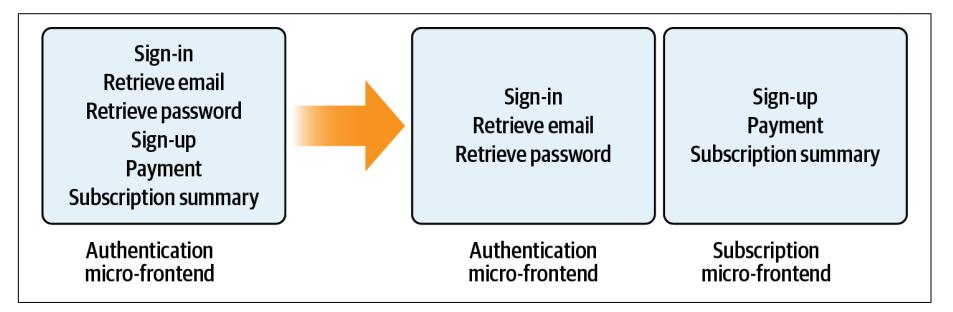 Sign-in
Retrieve email
Retrieve password
Sign-up
Payment
Subscription summary
Authentication
micro-frontend
Sign-in
Retrieve email
Retrieve password
Authentication
micro-frontend
Sign-up
Payment
Subscription summary
Subscription
micro-frontend